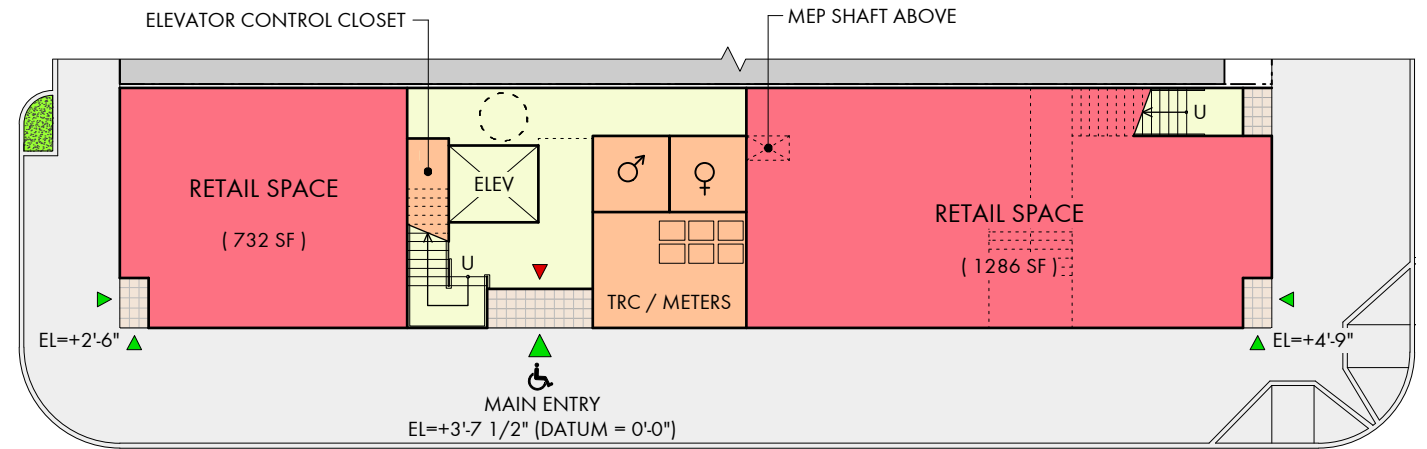 ELEVATOR CONTROL CLOSET
MEP SHAFT ABOVE
U
RETAIL SPACE
( 732 SF )
ELEV
RETAIL SPACE
( 1286 SF )
U
TRC / METERS
EL=+2'-6"
EL=+4'-9"
MAIN ENTRY
EL=+3'-7 1/2" (DATUM = 0'-0")